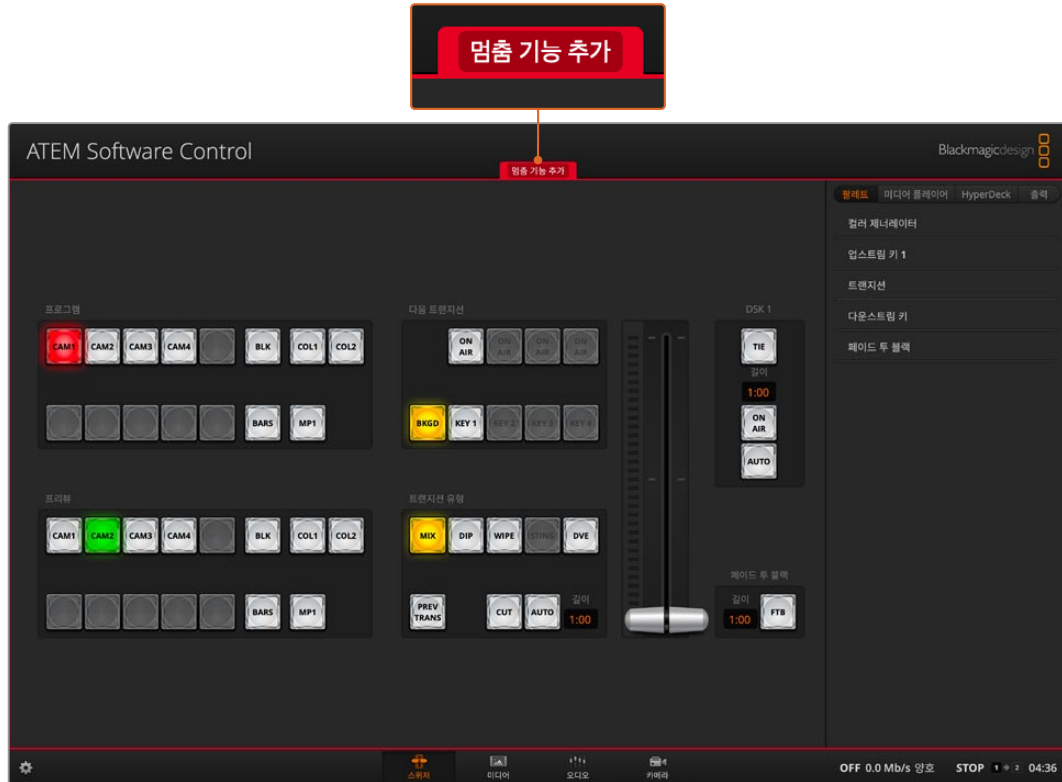 멈춤 기능 추가
ATEM Software Control
멈춤 기능 추가
Blackmagicdesign
팔레트 미디어 플레이어 HyperDeck 출력
컬러 제너레이터
업스트림 키 1
트랜지션
다운스트림 키
페이드 투 블랙
프로그램
CAM1 CAM2 CAM3 CAM4 BLK COL1 COL2
BARS MP1
다음 트랜지션
ON AIR ON AIR ON AIR ON AIR
BKGD KEY 1 KEY 2 KEY 3 KEY 4
DSK 1
TIE
길이
1:00
ON AIR
AUTO
프리뷰
CAM1 CAM2 CAM3 CAM4 BLK COL1 COL2
BARS MP1
트랜지션 유형
MIX DIP WIPE STING DVE
PREV TRANS CUT AUTO
길이
1:00
페이드 투 블랙
길이
1:00 FTB
스위처 미디어 오디오 카메라
OFF 0.0 Mb/s 양호 STOP 1 2 04:36